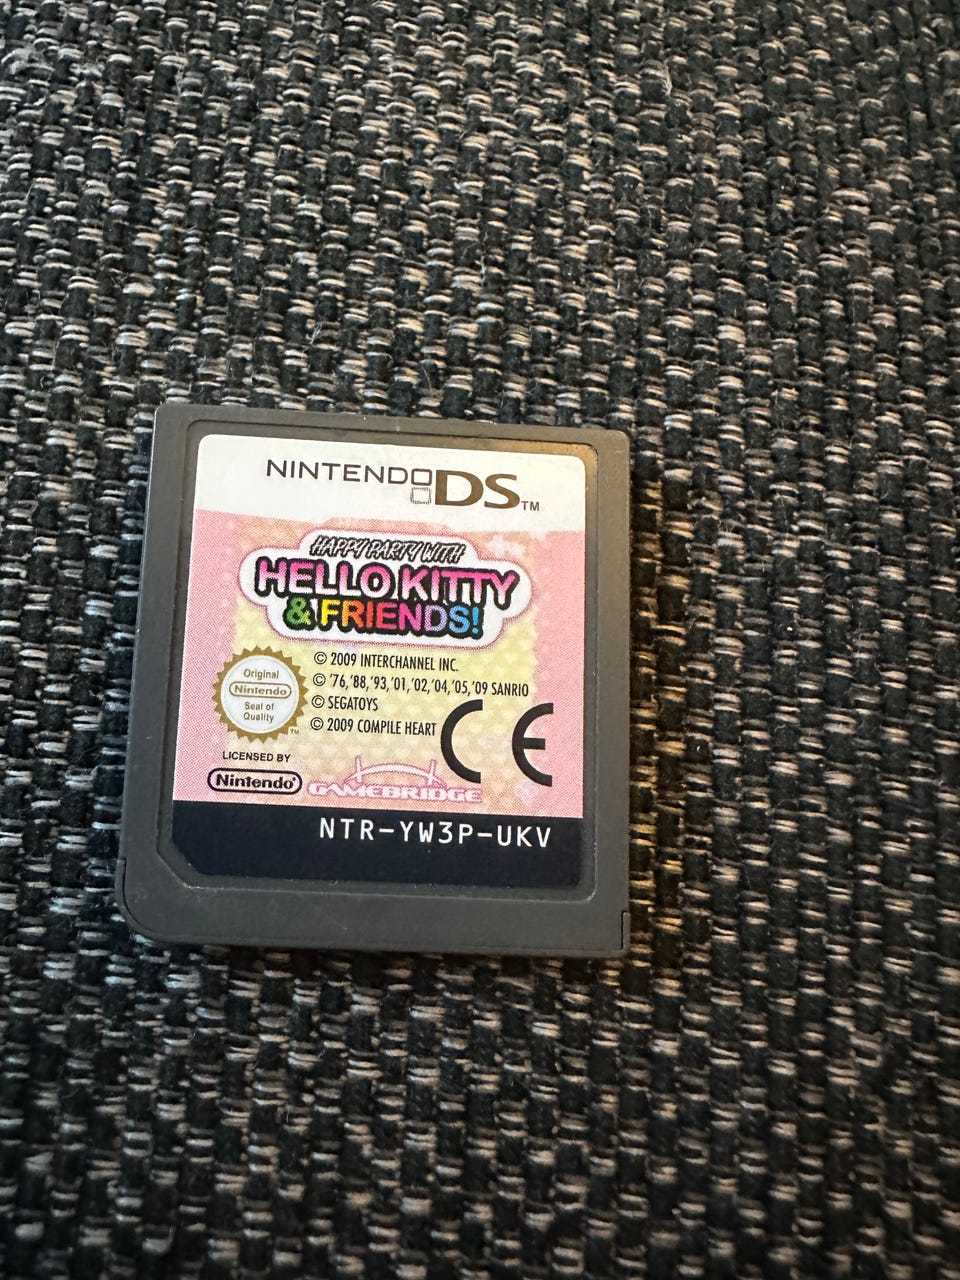 NINTENDO DS™
HAPPY PARTY WITH
HELLO KITTY
& FRIENDS!
© 2009 INTERCHANNEL INC.
© '76,'88,'93,'01,'02,'04,'05,'09 SANRIO
© SEGATOYS
© 2009 COMPILE HEART
CE
Original
Nintendo
Seal of
Quality
TM
LICENSED BY
Nintendo®
GAMEBRIDGE
NTR-YW3P-UKV